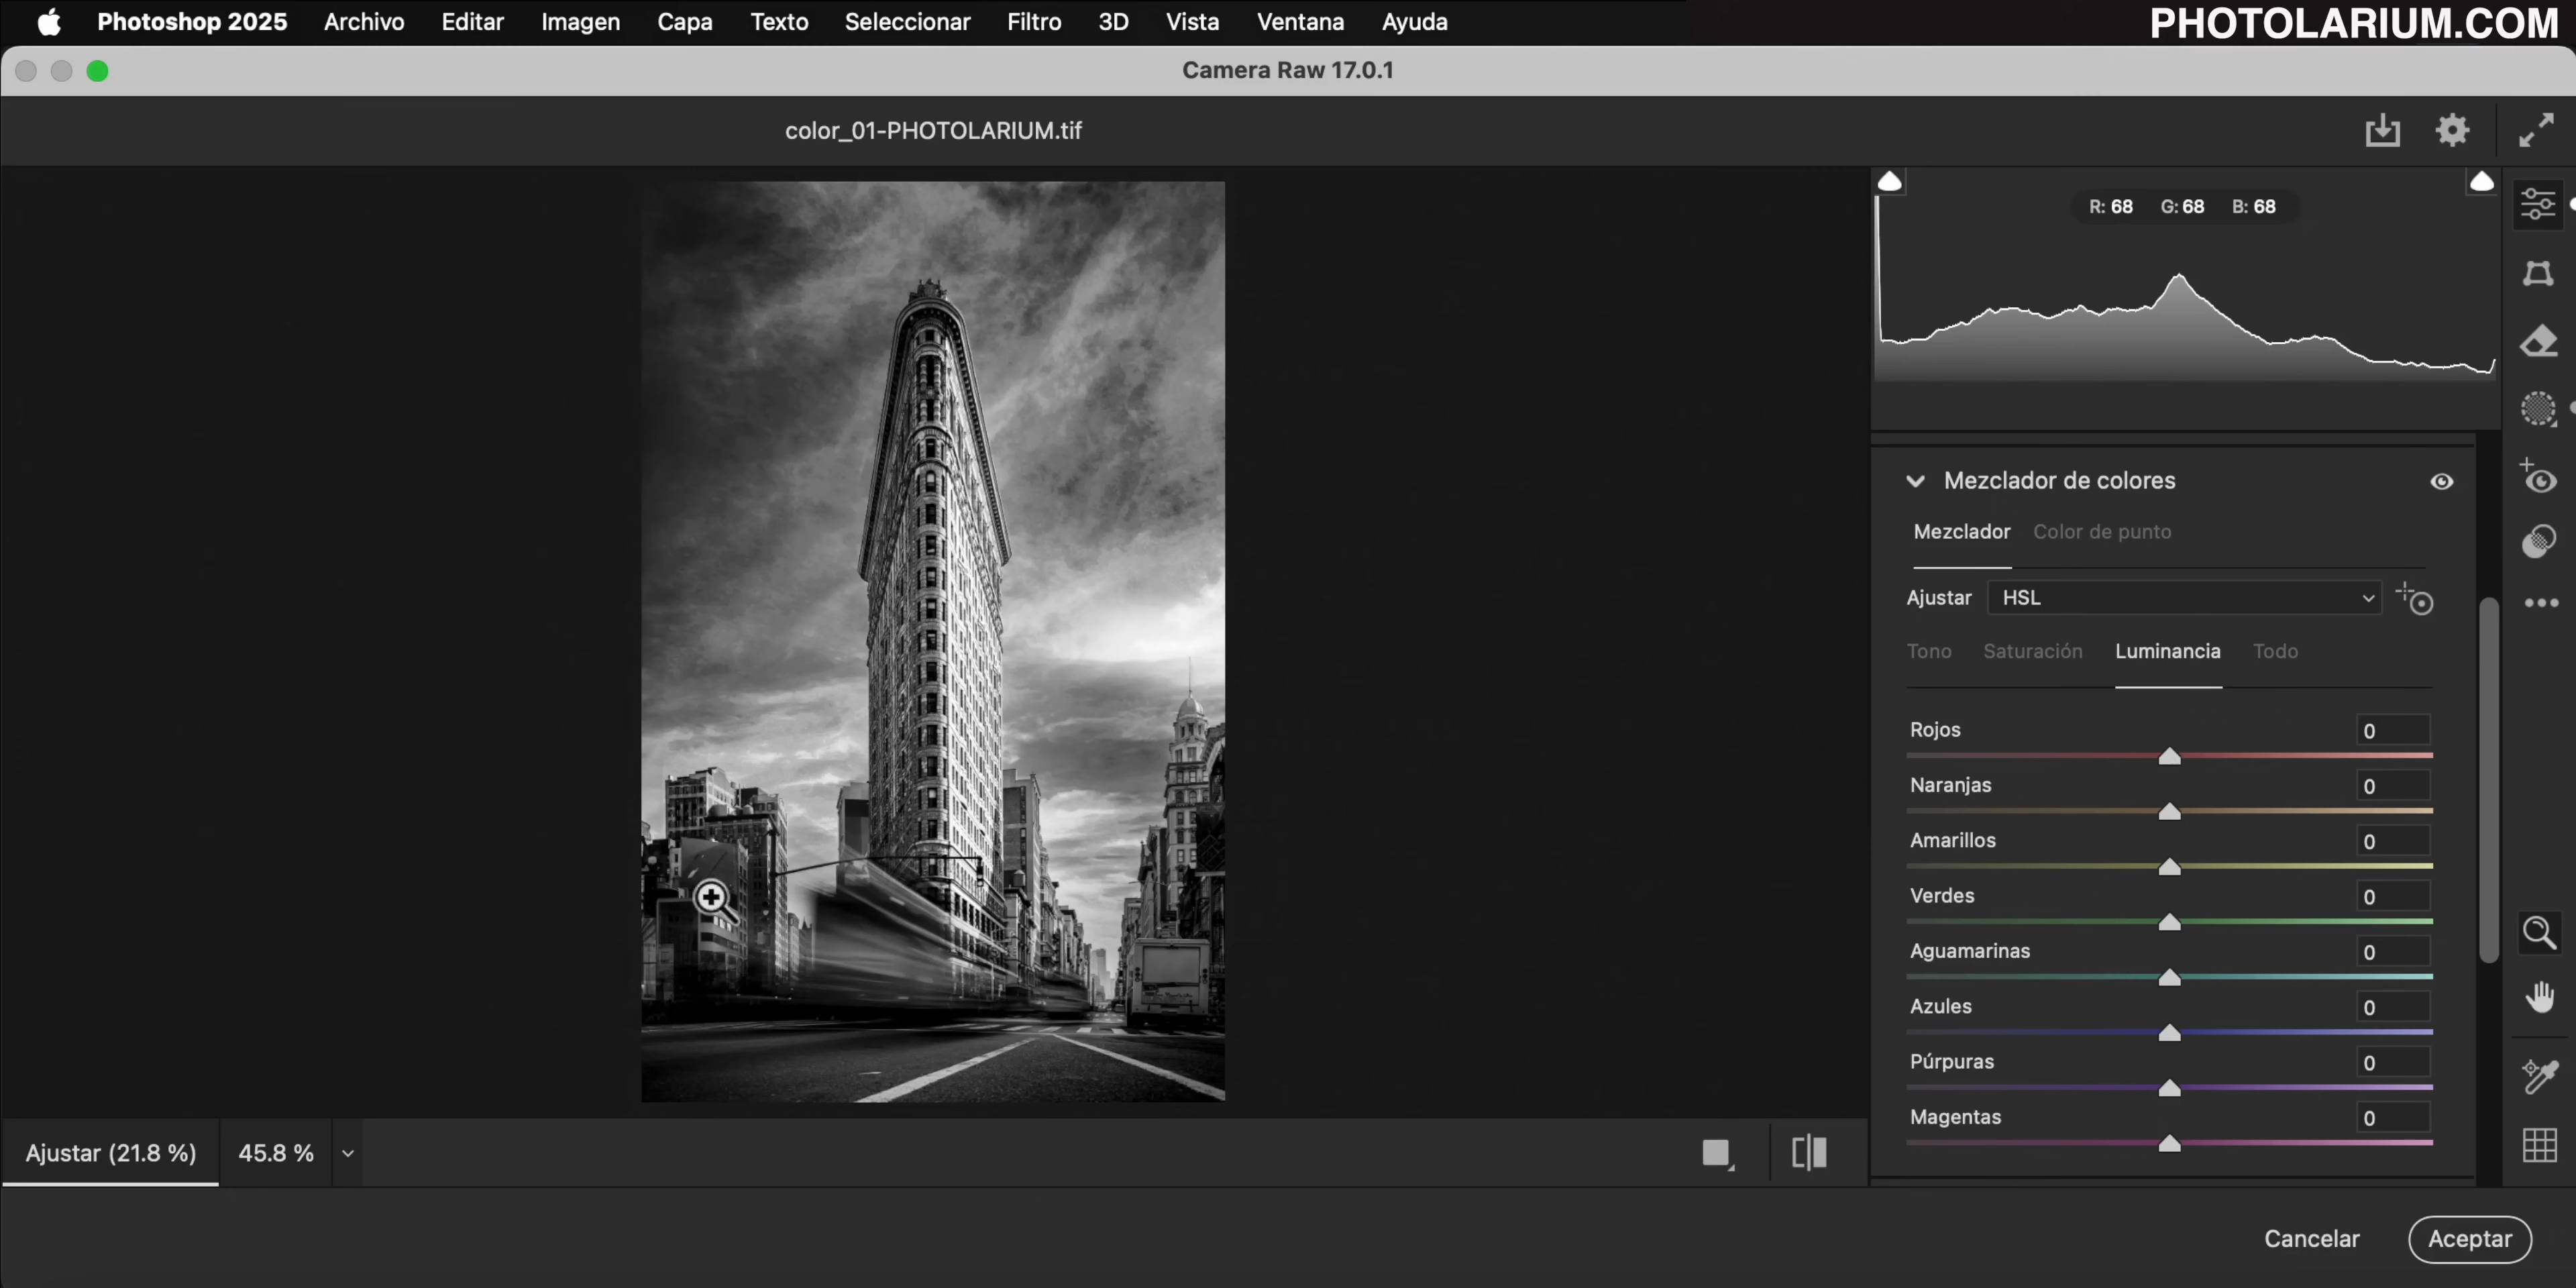 Photoshop 2025 Archivo Editar Imagen Capa Texto Seleccionar Filtro 3D Vista Ventana Ayuda
PHOTOLARIUM.COM
Camera Raw 17.0.1
color_01-PHOTOLARIUM.tif
R: 68 G: 68 B: 68
Mezclador de colores
Mezclador Color de punto
Ajustar HSL
Tono Saturación Luminancia Todo
Rojos 0
Naranjas 0
Amarillos 0
Verdes 0
Aguamarinas 0
Azules 0
Púrpuras 0
Magentas 0
Ajustar (21.8 %) 45.8 %
Cancelar Aceptar